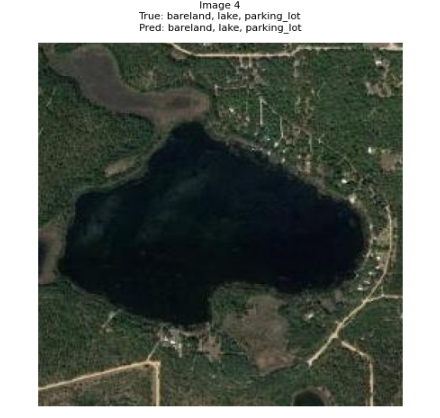 Image 4
True: bareland, lake, parking_lot
Pred: bareland, lake, parking_lot